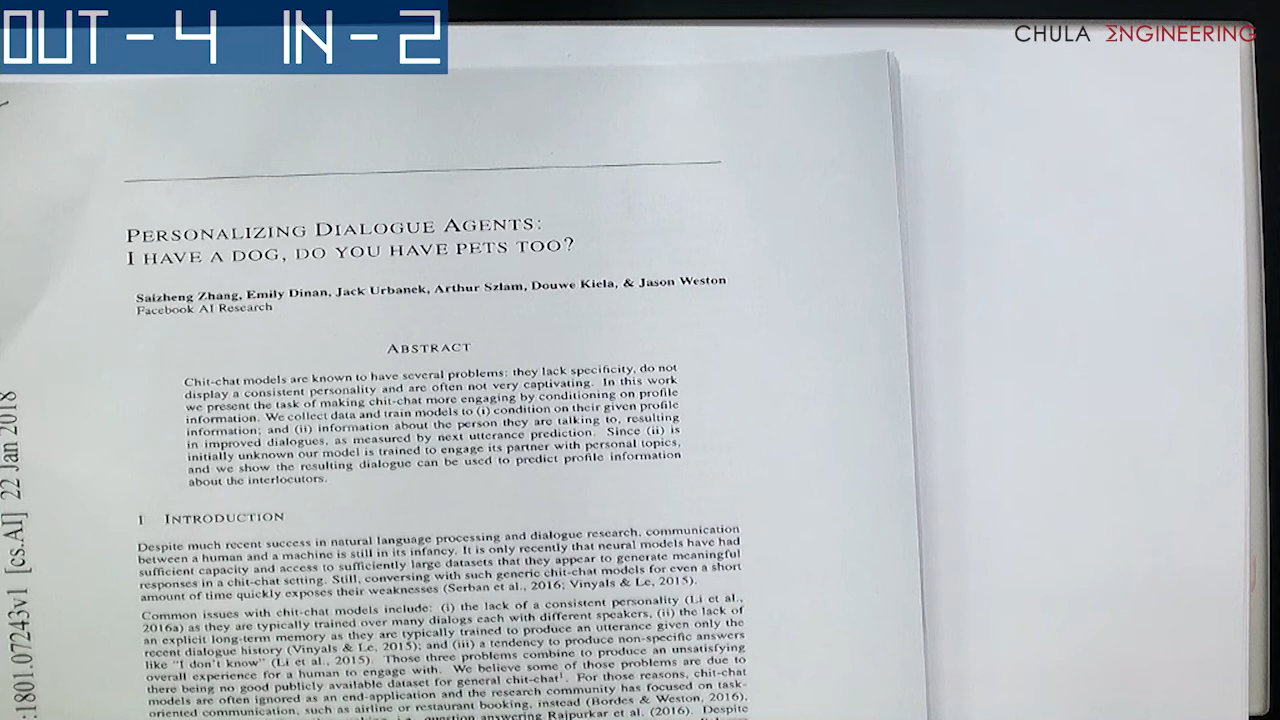 OUT-4 IN-2
CHULA ΣNGINEERING
PERSONALIZING DIALOGUE AGENTS:
I HAVE A DOG, DO YOU HAVE PETS TOO?
Saizheng Zhang, Emily Dinan, Jack Urbanek, Arthur Szlam, Douwe Kiela, & Jason Weston
Facebook AI Research
ABSTRACT
Chit-chat models are known to have several problems: they lack specificity, do not
display a consistent personality and are often not very captivating. In this work
we present the task of making chit-chat more engaging by conditioning on profile
information. We collect data and train models to (i) condition on their given profile
information; and (ii) information about the person they are talking to, resulting
in improved dialogues, as measured by next utterance prediction. Since (ii) is
initially unknown our model is trained to engage its partner with personal topics,
and we show the resulting dialogue can be used to predict profile information
about the interlocutors.
1 INTRODUCTION
Despite much recent success in natural language processing and dialogue research, communication
between a human and a machine is still in its infancy. It is only recently that neural models have had
sufficient capacity and access to sufficiently large datasets that they appear to generate meaningful
responses in a chit-chat setting. Still, conversing with such generic chit-chat models for even a short
amount of time quickly exposes their weaknesses (Serban et al., 2016; Vinyals & Le, 2015).
Common issues with chit-chat models include: (i) the lack of a consistent personality (Li et al.,
2016a) as they are typically trained over many dialogs each with different speakers, (ii) the lack of
an explicit long-term memory as they are typically trained to produce an utterance given only the
recent dialogue history (Vinyals & Le, 2015); and (iii) a tendency to produce non-specific answers
like “I don’t know” (Li et al., 2015). Those three problems combine to produce an unsatisfying
overall experience for a human to engage with. We believe some of those problems are due to
there being no good publicly available dataset for general chit-chat¹. For those reasons, chit-chat
models are often ignored as an end-application and the research community has focused on task-
oriented communication, such as airline or restaurant booking, instead (Bordes & Weston, 2016),
question answering Rajpurkar et al. (2016). Despite
:1801.07243v1 [cs.AI] 22 Jan 2018